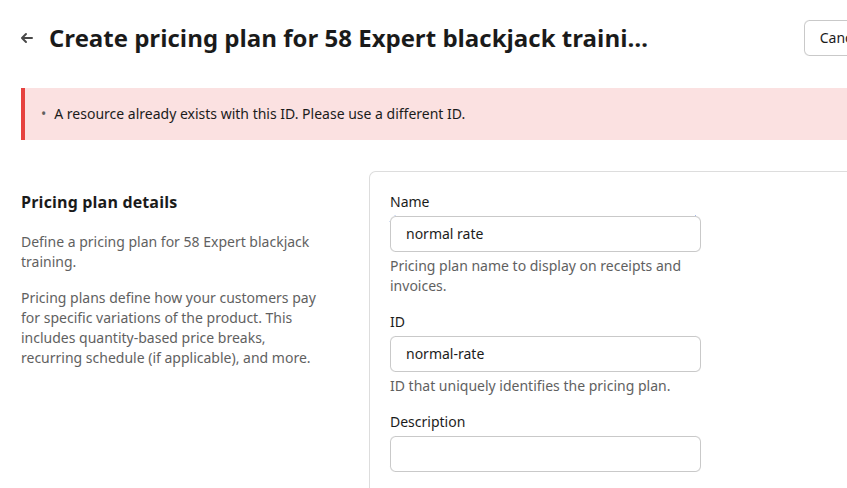 ← Create pricing plan for 58 Expert blackjack traini...
Canc
• A resource already exists with this ID. Please use a different ID.
Pricing plan details
Define a pricing plan for 58 Expert blackjack
training.
Pricing plans define how your customers pay
for specific variations of the product. This
includes quantity-based price breaks,
recurring schedule (if applicable), and more.
Name
normal rate
Pricing plan name to display on receipts and
invoices.
ID
normal-rate
ID that uniquely identifies the pricing plan.
Description